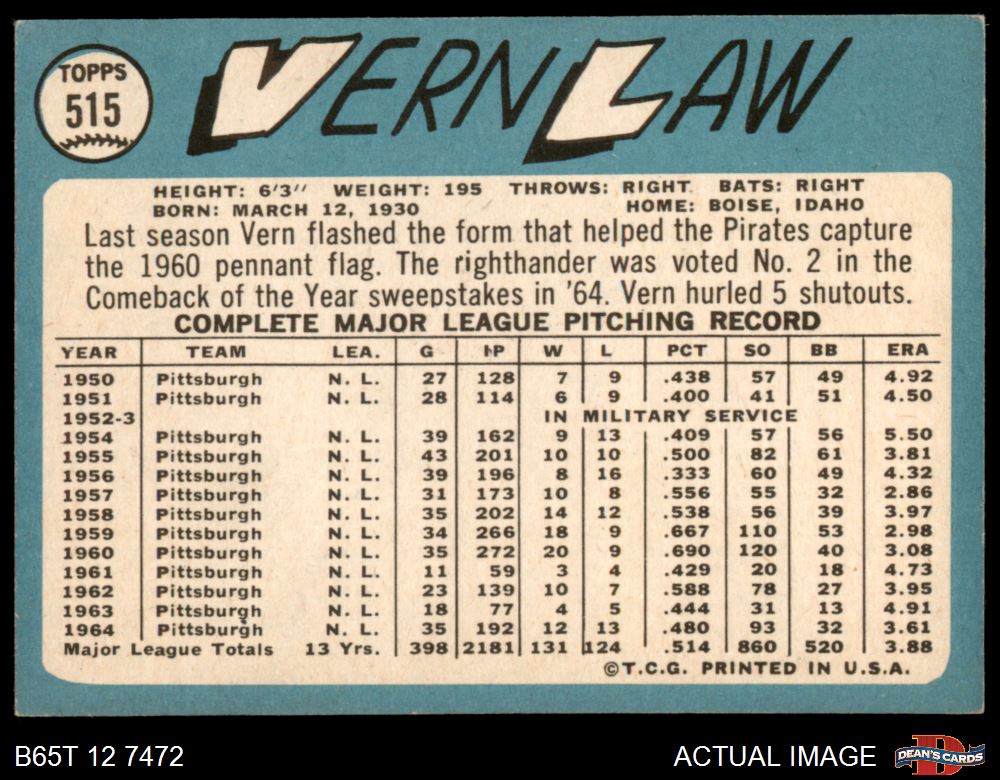 TOPPS
515
VERN LAW
HEIGHT: 6'3" WEIGHT: 195 THROWS: RIGHT BATS: RIGHT
BORN: MARCH 12, 1930 HOME: BOISE, IDAHO
Last season Vern flashed the form that helped the Pirates capture
the 1960 pennant flag. The righthander was voted No. 2 in the
Comeback of the Year sweepstakes in '64. Vern hurled 5 shutouts.
COMPLETE MAJOR LEAGUE PITCHING RECORD
YEAR TEAM LEA. G IP W L PCT SO BB ERA
1950 Pittsburgh N. L. 27 128 7 9 .438 57 49 4.92
1951 Pittsburgh N. L. 28 114 6 9 .400 41 51 4.50
1952-3 IN MILITARY SERVICE
1954 Pittsburgh N. L. 39 162 9 13 .409 57 56 5.50
1955 Pittsburgh N. L. 43 201 10 10 .500 82 61 3.81
1956 Pittsburgh N. L. 39 196 8 16 .333 60 49 4.32
1957 Pittsburgh N. L. 31 173 10 8 .556 55 32 2.86
1958 Pittsburgh N. L. 35 202 14 12 .538 56 39 3.97
1959 Pittsburgh N. L. 34 266 18 9 .667 110 53 2.98
1960 Pittsburgh N. L. 35 272 20 9 .690 120 40 3.08
1961 Pittsburgh N. L. 11 59 3 4 .429 20 18 4.73
1962 Pittsburgh N. L. 23 139 10 7 .588 78 27 3.95
1963 Pittsburgh N. L. 18 77 4 5 .444 31 13 4.91
1964 Pittsburgh N. L. 35 192 12 13 .480 93 32 3.61
Major League Totals 13 Yrs. 398 2181 131 124 .514 860 520 3.88
©T.C.G. PRINTED IN U.S.A.
B65T 12 7472 ACTUAL IMAGE
DEAN'S CARDS